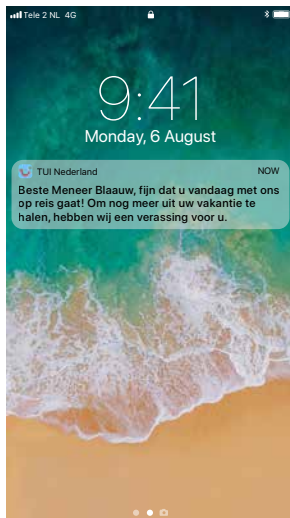 Tele 2 NL 4G
9:41
Monday, 6 August
TUI Nederland NOW
Beste Meneer Blaauw, fijn dat u vandaag met ons
op reis gaat! Om nog meer uit uw vakantie te
halen, hebben wij een verassing voor u.